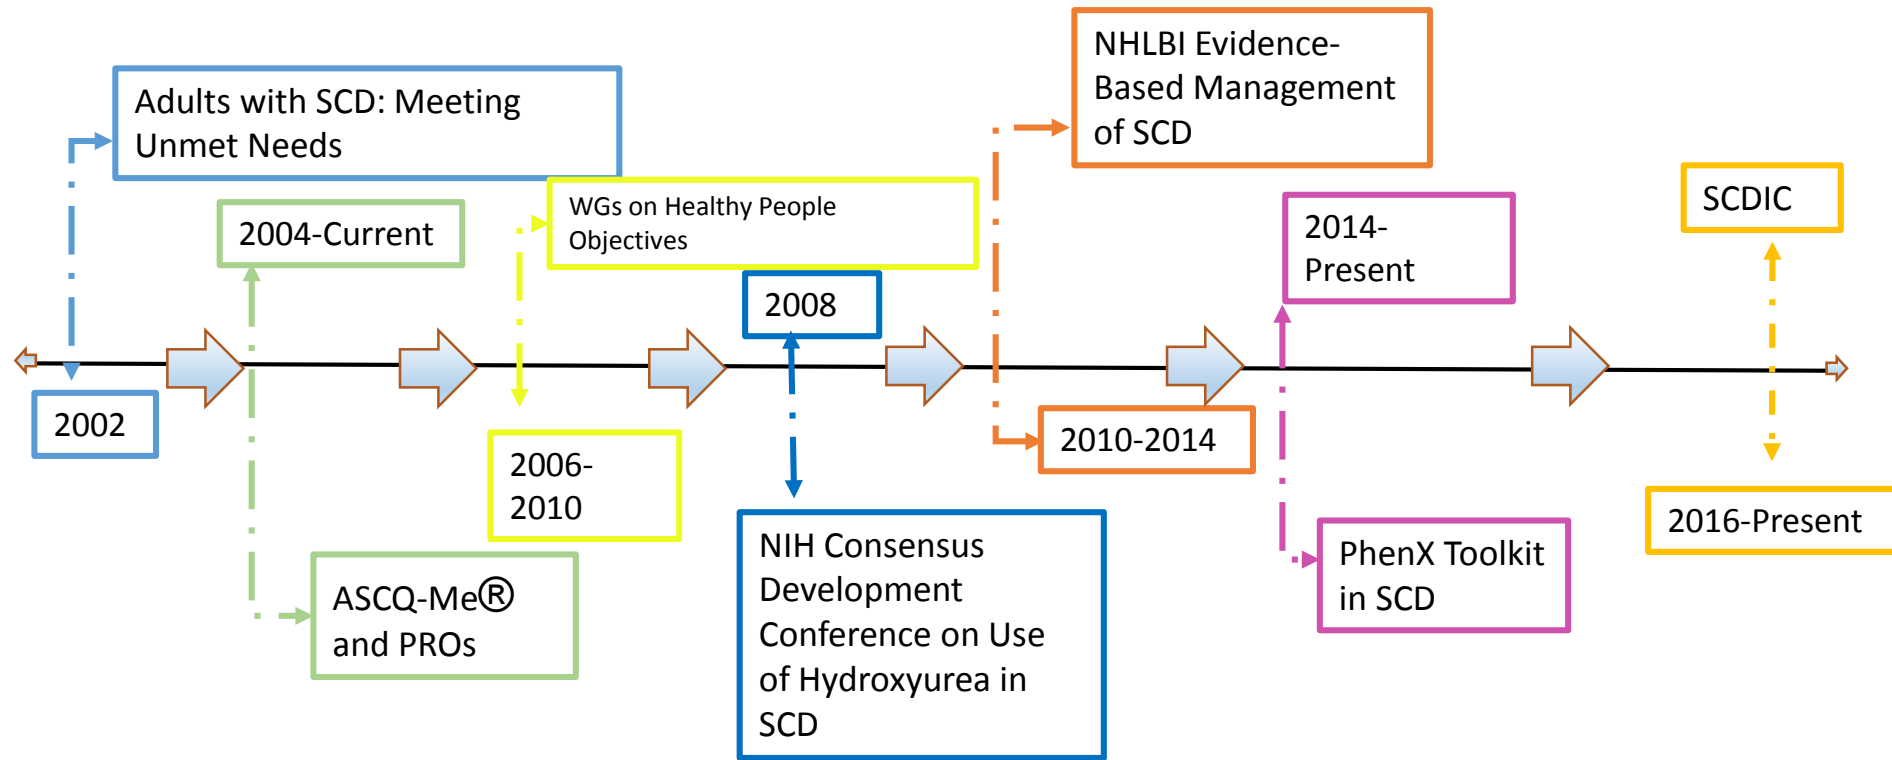 Adults with SCD: Meeting
Unmet Needs
2002
2004-Current
ASCQ-Me®
and PROs
WGs on Healthy People
Objectives
2006-
2010
2008
NIH Consensus
Development
Conference on Use
of Hydroxyurea in
SCD
NHLBI Evidence-
Based Management
of SCD
2010-2014
2014-
Present
PhenX Toolkit
in SCD
SCDIC
2016-Present